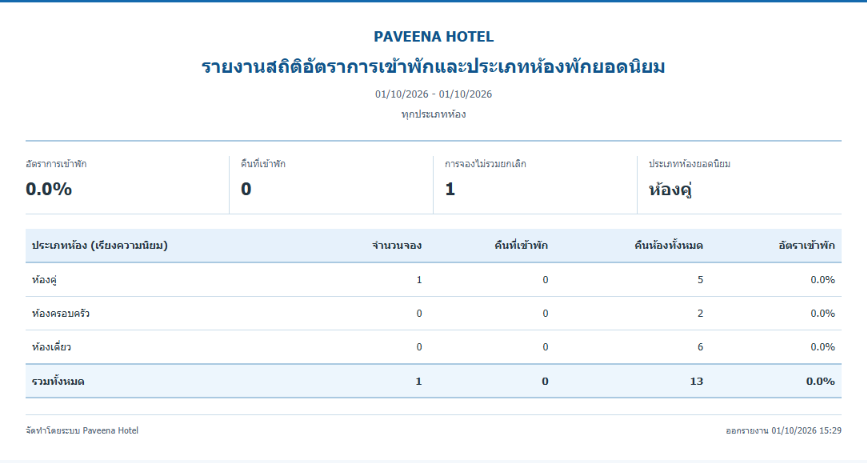 PAVEENA HOTEL
รายงานสถิติอัตราการเข้าพักและประเภทห้องพักยอดนิยม
01/10/2026 - 01/10/2026
ทุกประเภทห้อง
อัตราการเข้าพัก คืนที่เข้าพัก การจองไม่รวมยกเลิก ประเภทห้องยอดนิยม
0.0% 0 1 ห้องคู่
ประเภทห้อง (เรียงความนิยม) จำนวนจอง คืนที่เข้าพัก คืนห้องทั้งหมด อัตราเข้าพัก
ห้องคู่ 1 0 5 0.0%
ห้องครอบครัว 0 0 2 0.0%
ห้องเดี่ยว 0 0 6 0.0%
รวมทั้งหมด 1 0 13 0.0%
จัดทำโดยระบบ Paveena Hotel ออกรายงาน 01/10/2026 15:29